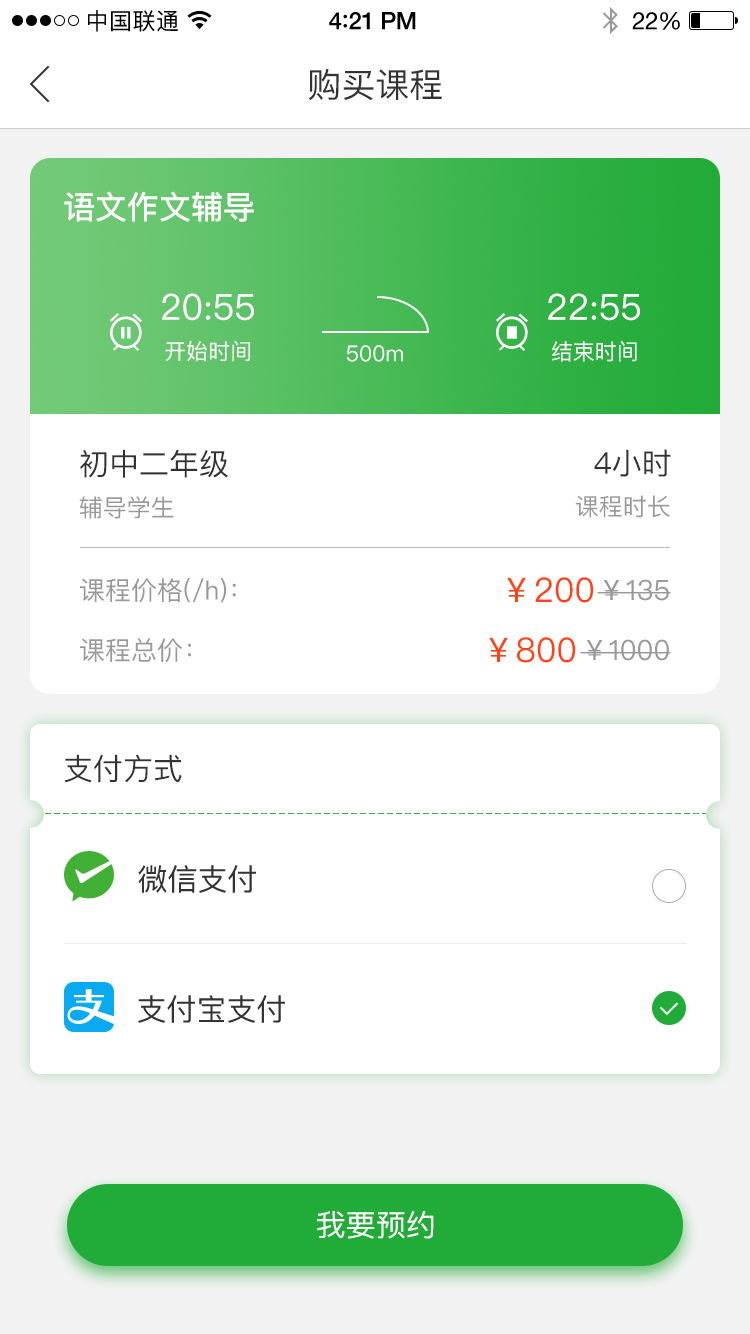 中国联通 4:21 PM 22%
购买课程
语文作文辅导
20:55 22:55
开始时间 500m 结束时间
初中二年级 4小时
辅导学生 课程时长
课程价格(/h): ¥200 ¥135
课程总价: ¥800 ¥1000
支付方式
微信支付
支 支付宝支付
我要预约